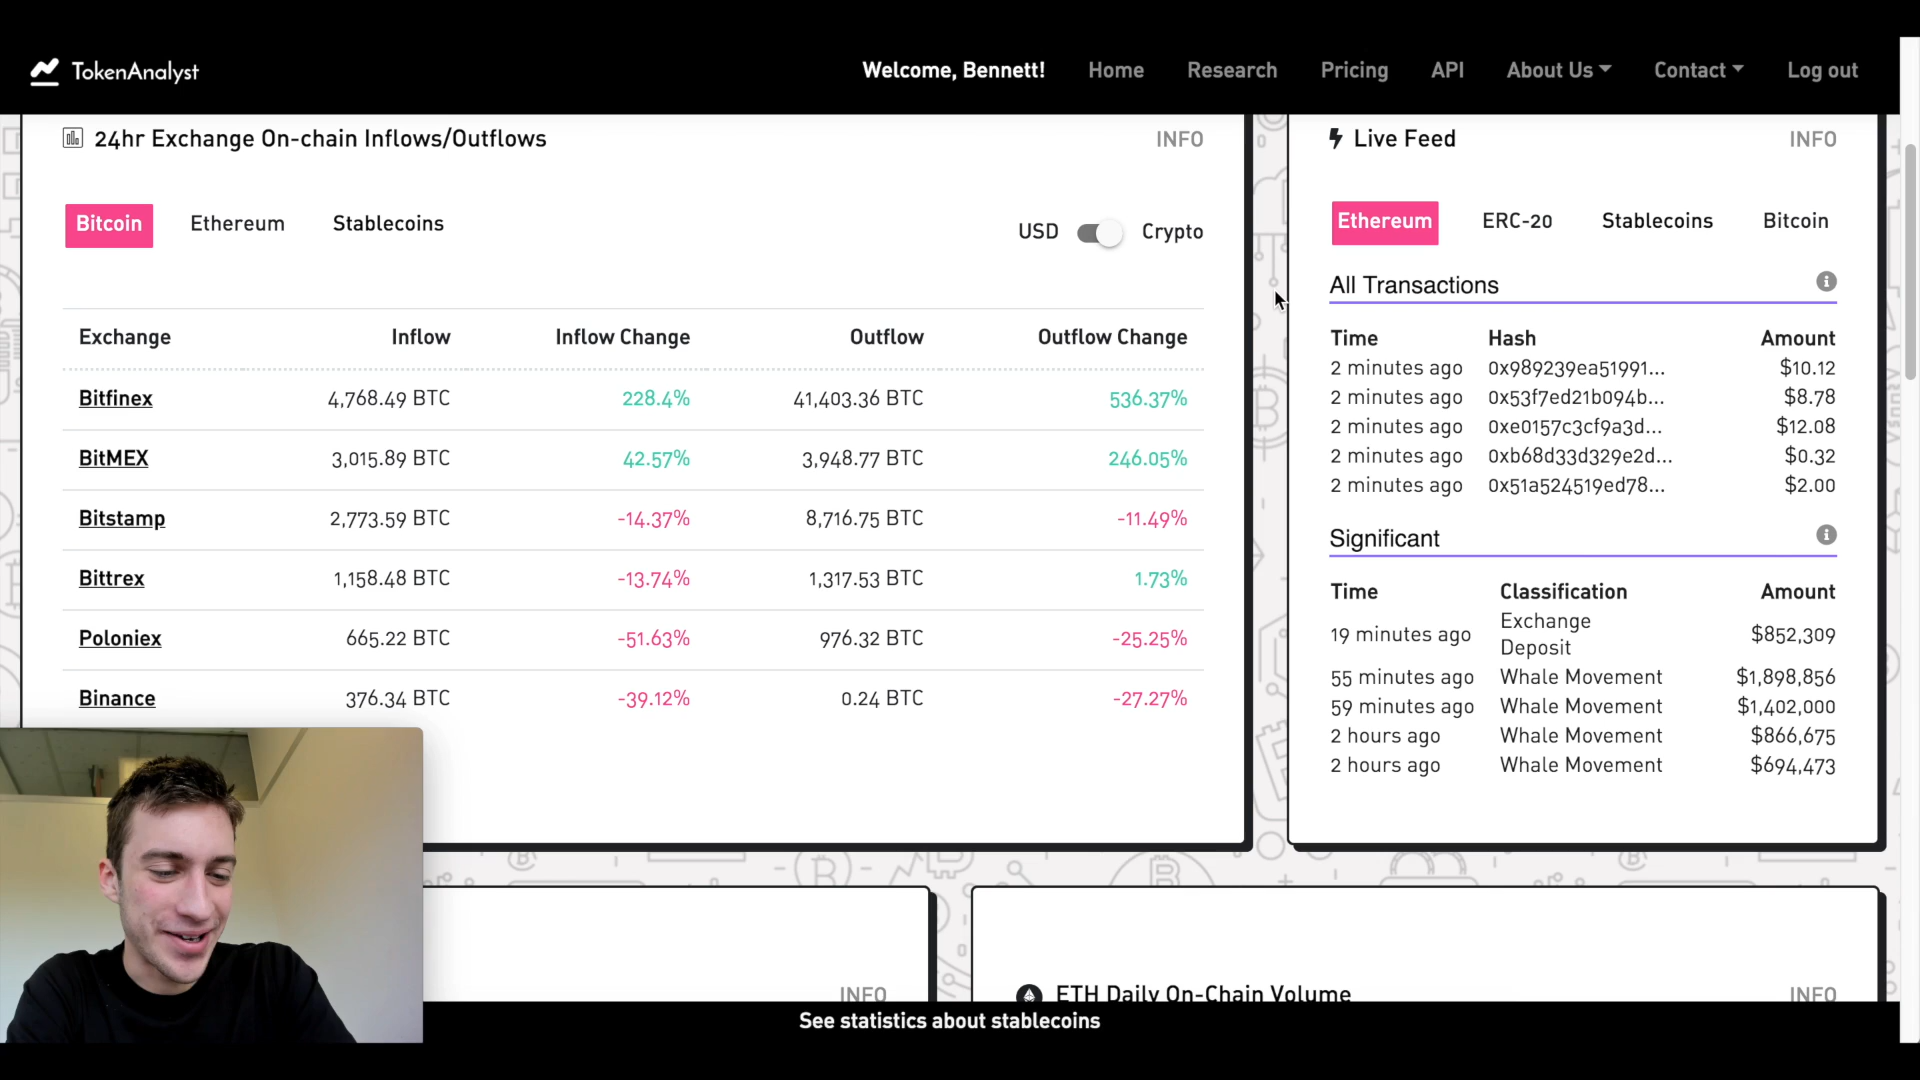 TokenAnalyst
Welcome, Bennett! Home Research Pricing API About Us Contact Log out
24hr Exchange On-chain Inflows/Outflows INFO
Bitcoin Ethereum Stablecoins
USD Crypto
Exchange Inflow Inflow Change Outflow Outflow Change
Bitfinex 4,768.49 BTC 228.4% 41,403.36 BTC 536.37%
BitMEX 3,015.89 BTC 42.57% 3,948.77 BTC 246.05%
Bitstamp 2,773.59 BTC -14.37% 8,716.75 BTC -11.49%
Bittrex 1,158.48 BTC -13.74% 1,317.53 BTC 1.73%
Poloniex 665.22 BTC -51.63% 976.32 BTC -25.25%
Binance 376.34 BTC -39.12% 0.24 BTC -27.27%
Live Feed INFO
Ethereum ERC-20 Stablecoins Bitcoin
All Transactions
Time Hash Amount
2 minutes ago 0x989239ea51991... $10.12
2 minutes ago 0x53f7ed21b094b... $8.78
2 minutes ago 0xe0157c3cf9a3d... $12.08
2 minutes ago 0xb68d33d329e2d... $0.32
2 minutes ago 0x51a524519ed78... $2.00
Significant
Time Classification Amount
19 minutes ago Exchange Deposit $852,309
55 minutes ago Whale Movement $1,898,856
59 minutes ago Whale Movement $1,402,000
2 hours ago Whale Movement $866,675
2 hours ago Whale Movement $694,473
INFO
ETH Daily On-Chain Volume INFO
See statistics about stablecoins